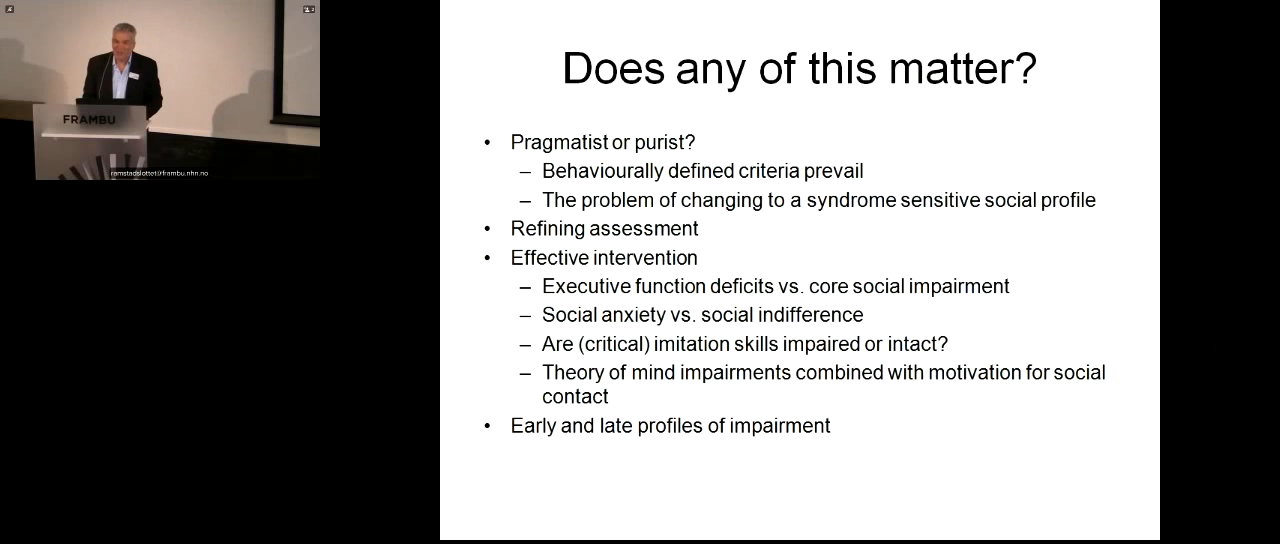 FRAMBU
ramstadslottet@frambu.nhn.no
Does any of this matter?
• Pragmatist or purist?
– Behaviourally defined criteria prevail
– The problem of changing to a syndrome sensitive social profile
• Refining assessment
• Effective intervention
– Executive function deficits vs. core social impairment
– Social anxiety vs. social indifference
– Are (critical) imitation skills impaired or intact?
– Theory of mind impairments combined with motivation for social
contact
• Early and late profiles of impairment